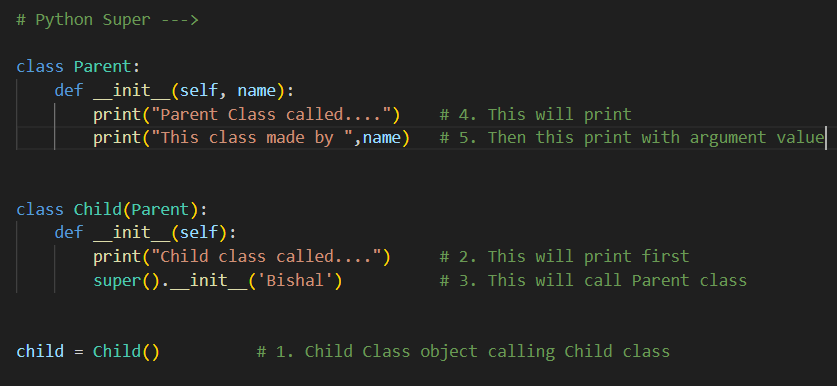 # Python Super --->
class Parent:
    def __init__(self, name):
        print("Parent Class called....")    # 4. This will print
        print("This class made by ",name)   # 5. Then this print with argument value
class Child(Parent):
    def __init__(self):
        print("Child class called....")     # 2. This will print first
        super().__init__('Bishal')          # 3. This will call Parent class
child = Child()          # 1. Child Class object calling Child class